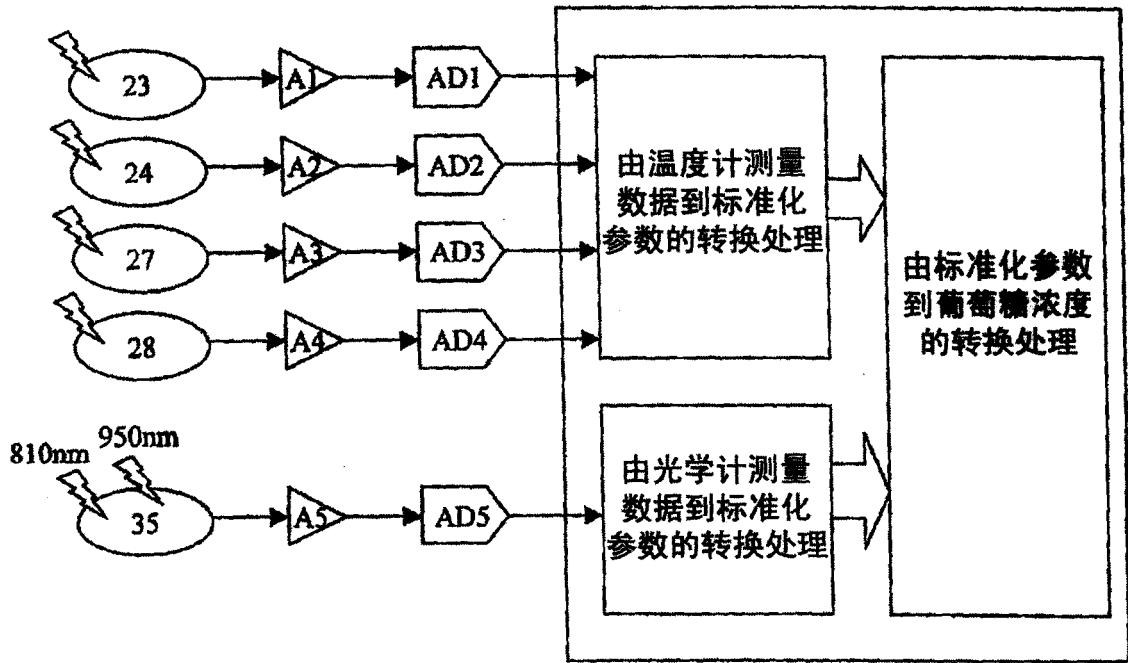 23
A1
AD1
24
A2
AD2
27
A3
AD3
28
A4
AD4
由温度计测量
数据到标准化
参数的转换处理
由标准化参数
到葡萄糖浓度
的转换处理
810nm
950nm
35
A5
AD5
由光学计测量
数据到标准化
参数的转换处理